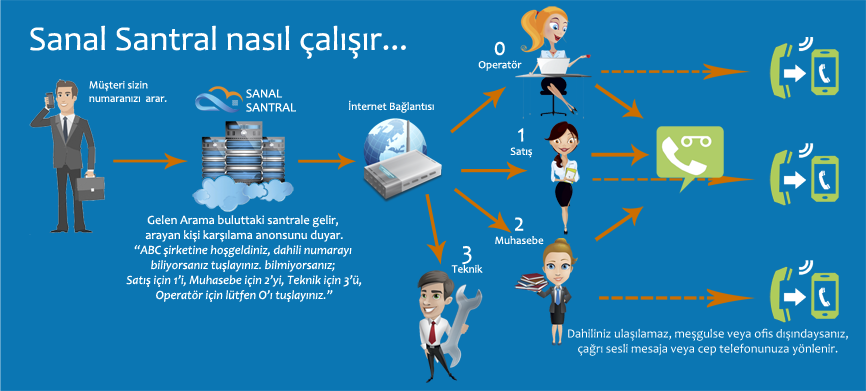 Sanal Santral nasıl çalışır...
Müşteri sizin
numaranızı arar.
SANAL
SANTRAL
İnternet Bağlantısı
0
Operatör
1
Satış
2
Muhasebe
3
Teknik
Gelen Arama buluttaki santrale gelir,
arayan kişi karşılama anonsunu duyar.
“ABC şirketine hoşgeldiniz, dahili numarayı
biliyorsanız tuşlayınız. bilmiyorsanız;
Satış için 1’i, Muhasebe için 2’yi, Teknik için 3’ü,
Operatör için lütfen O’ı tuşlayınız.”
Dahiliniz ulaşılamaz, meşgulse veya ofis dışındaysanız,
çağrı sesli mesaja veya cep telefonunuza yönlenir.